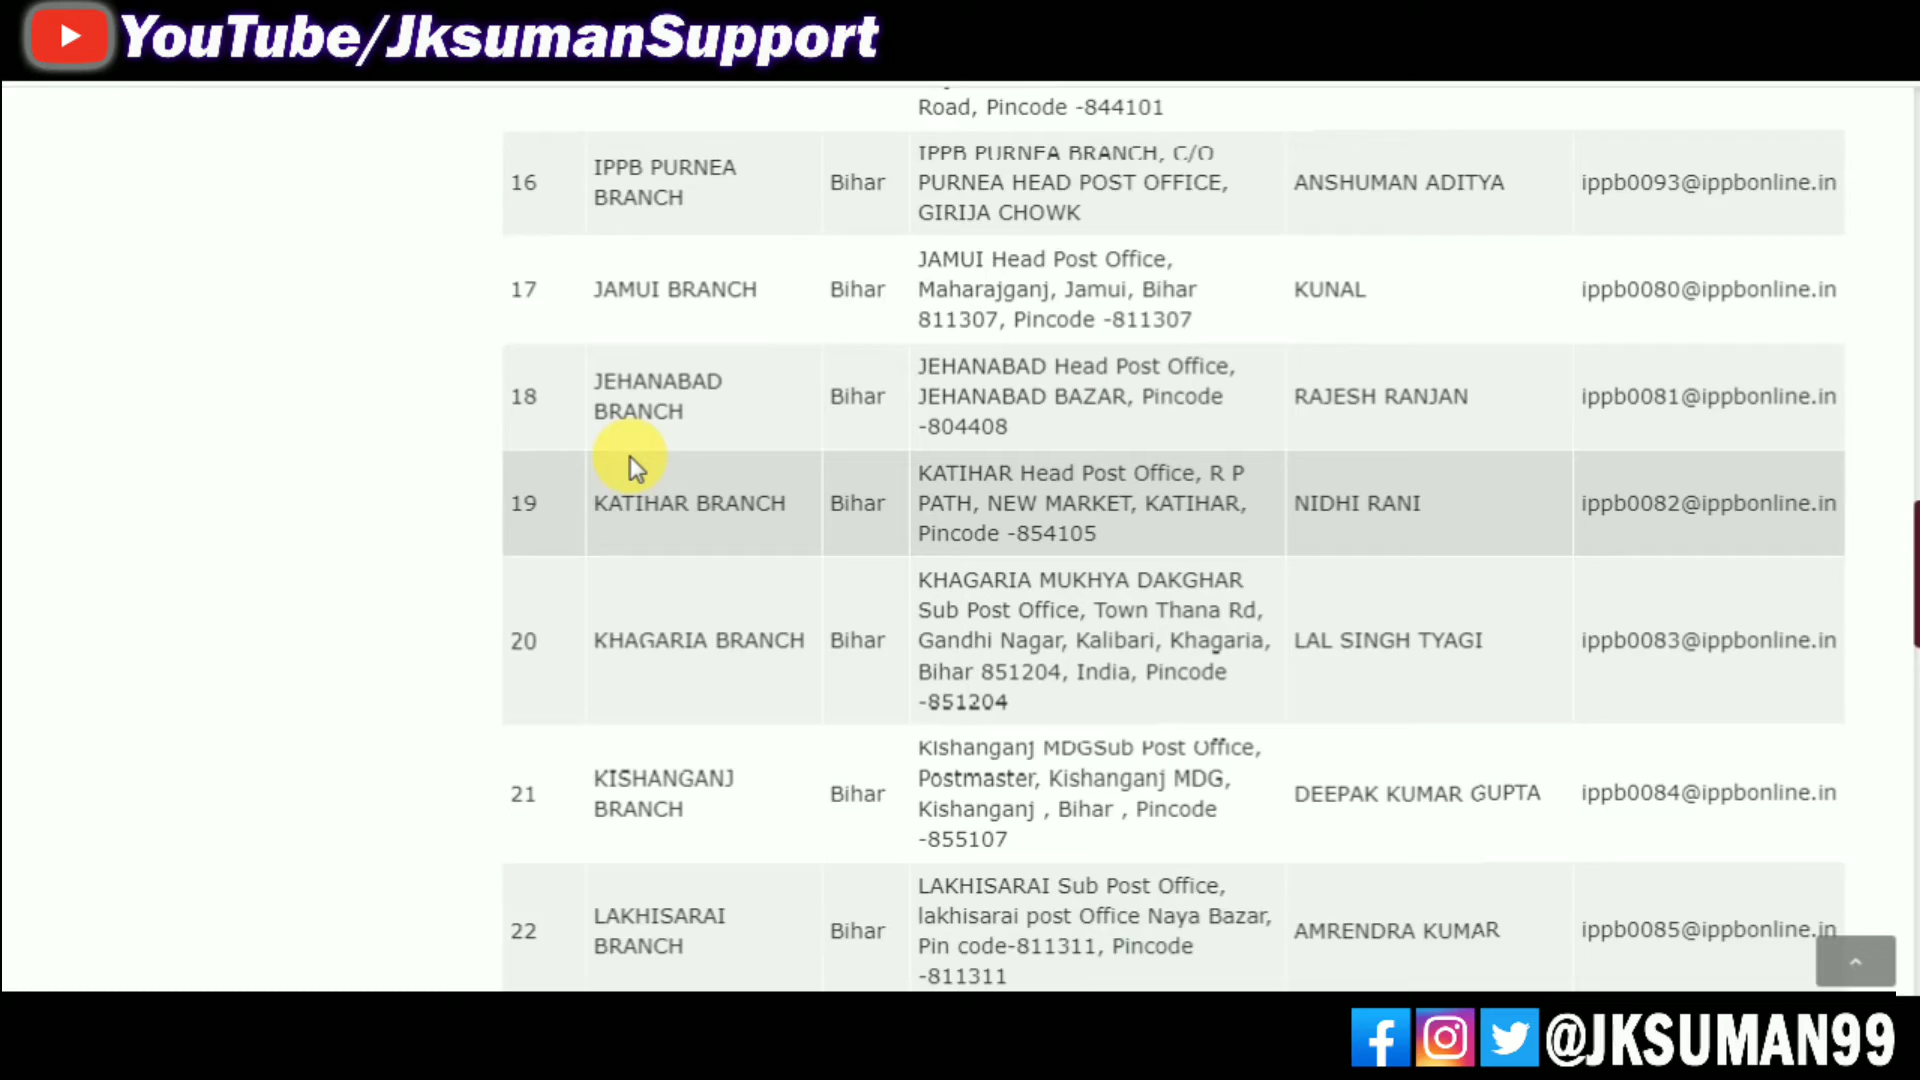 YouTube/JksumanSupport
Road, Pincode -844101
16
IPPB PURNEA
BRANCH
Bihar
IPPB PURNEA BRANCH, C/O
PURNEA HEAD POST OFFICE,
GIRIJA CHOWK
ANSHUMAN ADITYA
ippb0093@ippbonline.in
17
JAMUI BRANCH
Bihar
JAMUI Head Post Office,
Maharajganj, Jamui, Bihar
811307, Pincode -811307
KUNAL
ippb0080@ippbonline.in
18
JEHANABAD
BRANCH
Bihar
JEHANABAD Head Post Office,
JEHANABAD BAZAR, Pincode
-804408
RAJESH RANJAN
ippb0081@ippbonline.in
19
KATIHAR BRANCH
Bihar
KATIHAR Head Post Office, R P
PATH, NEW MARKET, KATIHAR,
Pincode -854105
NIDHI RANI
ippb0082@ippbonline.in
20
KHAGARIA BRANCH
Bihar
KHAGARIA MUKHYA DAKGHAR
Sub Post Office, Town Thana Rd,
Gandhi Nagar, Kalibari, Khagaria,
Bihar 851204, India, Pincode
-851204
LAL SINGH TYAGI
ippb0083@ippbonline.in
21
KISHANGANJ
BRANCH
Bihar
Kishanganj MDGSub Post Office,
Postmaster, Kishanganj MDG,
Kishanganj , Bihar , Pincode
-855107
DEEPAK KUMAR GUPTA
ippb0084@ippbonline.in
22
LAKHISARAI
BRANCH
Bihar
LAKHISARAI Sub Post Office,
lakhisarai post Office Naya Bazar,
Pin code-811311, Pincode
-811311
AMRENDRA KUMAR
ippb0085@ippbonline.in
@JKSUMAN99